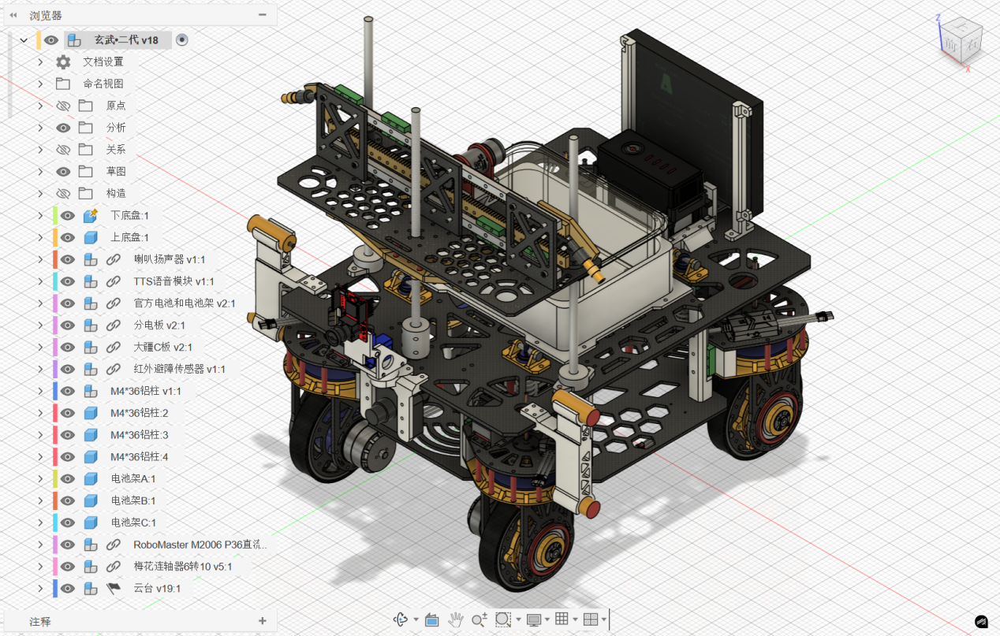 浏览器
玄武•二代 v18
文档设置
命名视图
原点
分析
关系
草图
构造
下底盘:1
上底盘:1
喇叭扬声器 v1:1
TTS语音模块 v1:1
官方电池和电池架 v2:1
分电板 v2:1
大疆C板 v2:1
红外避障传感器 v1:1
M4*36铝柱 v1:1
M4*36铝柱:2
M4*36铝柱:3
M4*36铝柱:4
电池架A:1
电池架B:1
电池架C:1
RoboMaster M2006 P36直流..
梅花连轴器6转10 v5:1
云台 v19:1
注释
Z
上
前
右
X
A